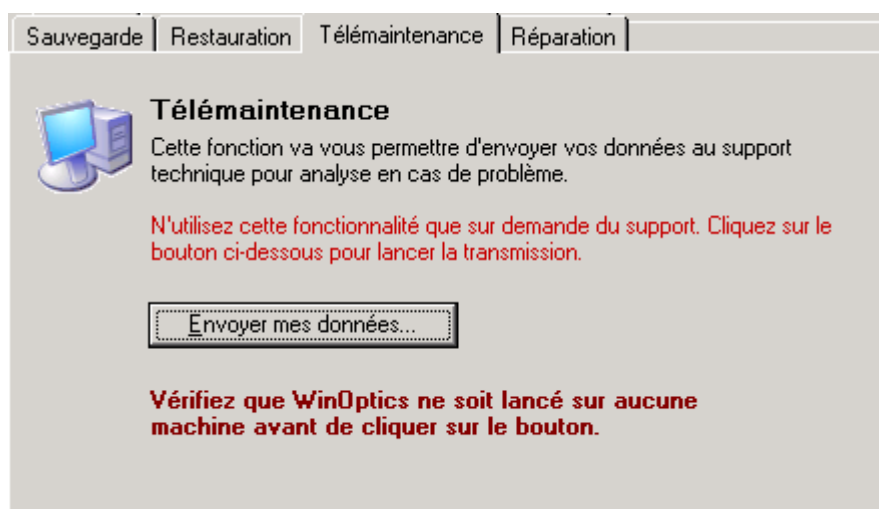 Sauvegarde Restauration Télémaintenance Réparation
Télémaintenance
Cette fonction va vous permettre d'envoyer vos données au support
technique pour analyse en cas de problème.
N'utilisez cette fonctionnalité que sur demande du support. Cliquez sur le
bouton ci-dessous pour lancer la transmission.
Envoyer mes données...
Vérifiez que WinOptics ne soit lancé sur aucune
machine avant de cliquer sur le bouton.